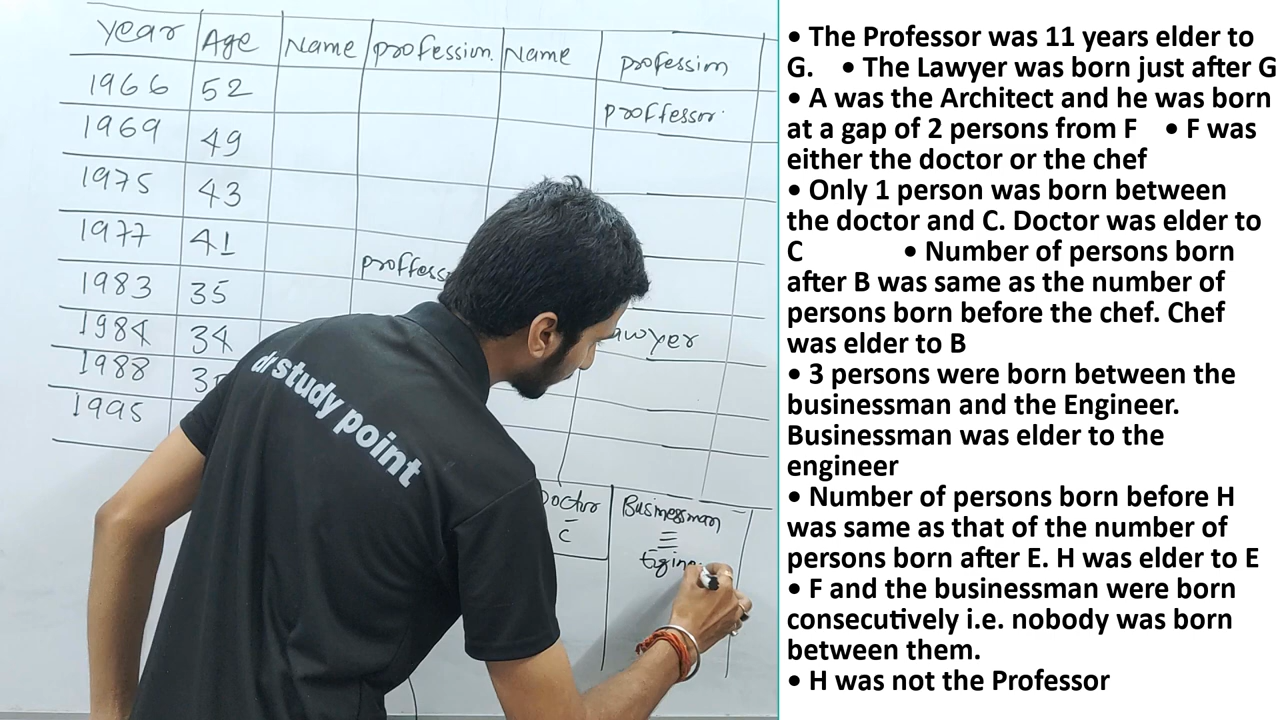 Year Age Name profession Name profession
1966 52 proffessor
1969 49
1975 43
1977 41
1983 35
1984 34
1988
1995
dr study point
Doctor Businessman
C
• The Professor was 11 years elder to
G. • The Lawyer was born just after G
• A was the Architect and he was born
at a gap of 2 persons from F • F was
either the doctor or the chef
• Only 1 person was born between
the doctor and C. Doctor was elder to
C • Number of persons born
after B was same as the number of
persons born before the chef. Chef
was elder to B
• 3 persons were born between the
businessman and the Engineer.
Businessman was elder to the
engineer
• Number of persons born before H
was same as that of the number of
persons born after E. H was elder to E
• F and the businessman were born
consecutively i.e. nobody was born
between them.
• H was not the Professor